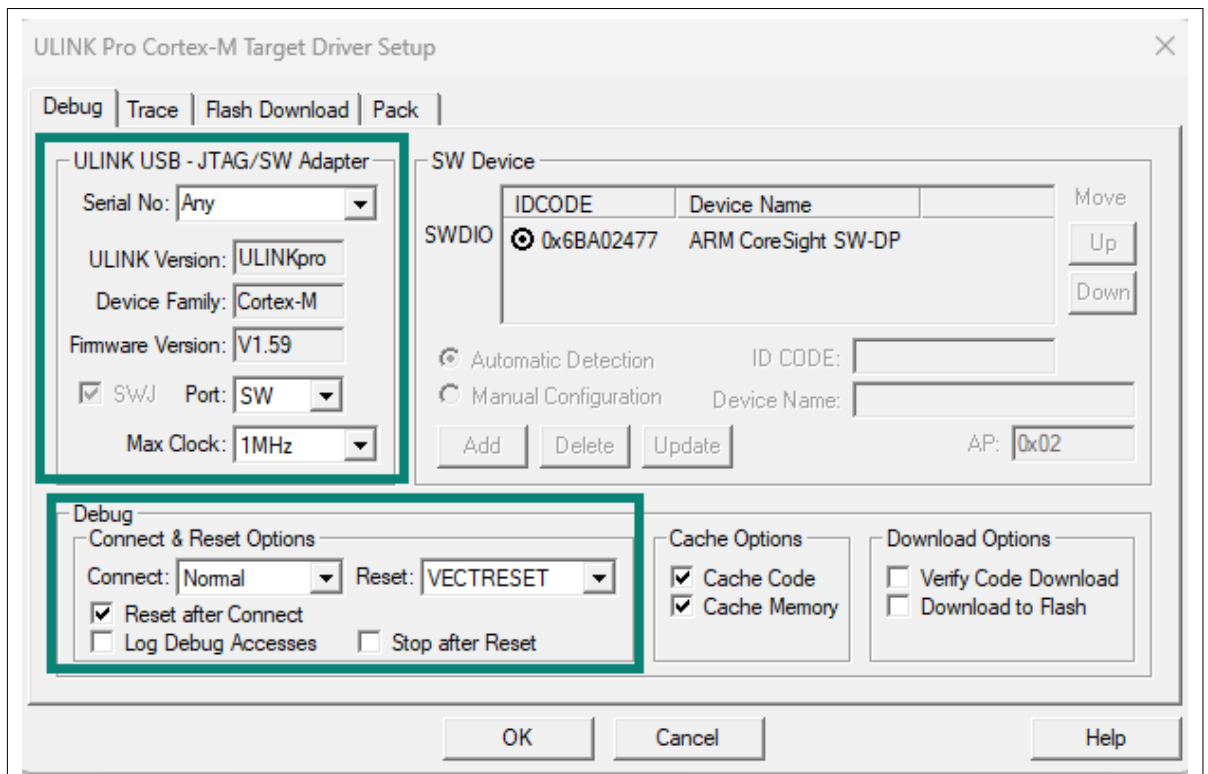 ULINK Pro Cortex-M Target Driver Setup
Debug Trace Flash Download Pack
ULINK USB - JTAG/SW Adapter
Serial No: Any
ULINK Version: ULINKpro
Device Family: Cortex-M
Firmware Version: V1.59
SWJ Port: SW
Max Clock: 1MHz
SW Device
IDCODE Device Name
SWDIO 0x6BA02477 ARM CoreSight SW-DP
Move
Up
Down
Automatic Detection ID CODE:
Manual Configuration Device Name:
Add Delete Update AP: 0x02
Debug
Connect & Reset Options
Connect: Normal Reset: VECTRESET
Reset after Connect
Log Debug Accesses Stop after Reset
Cache Options
Cache Code
Cache Memory
Download Options
Verify Code Download
Download to Flash
OK Cancel Help